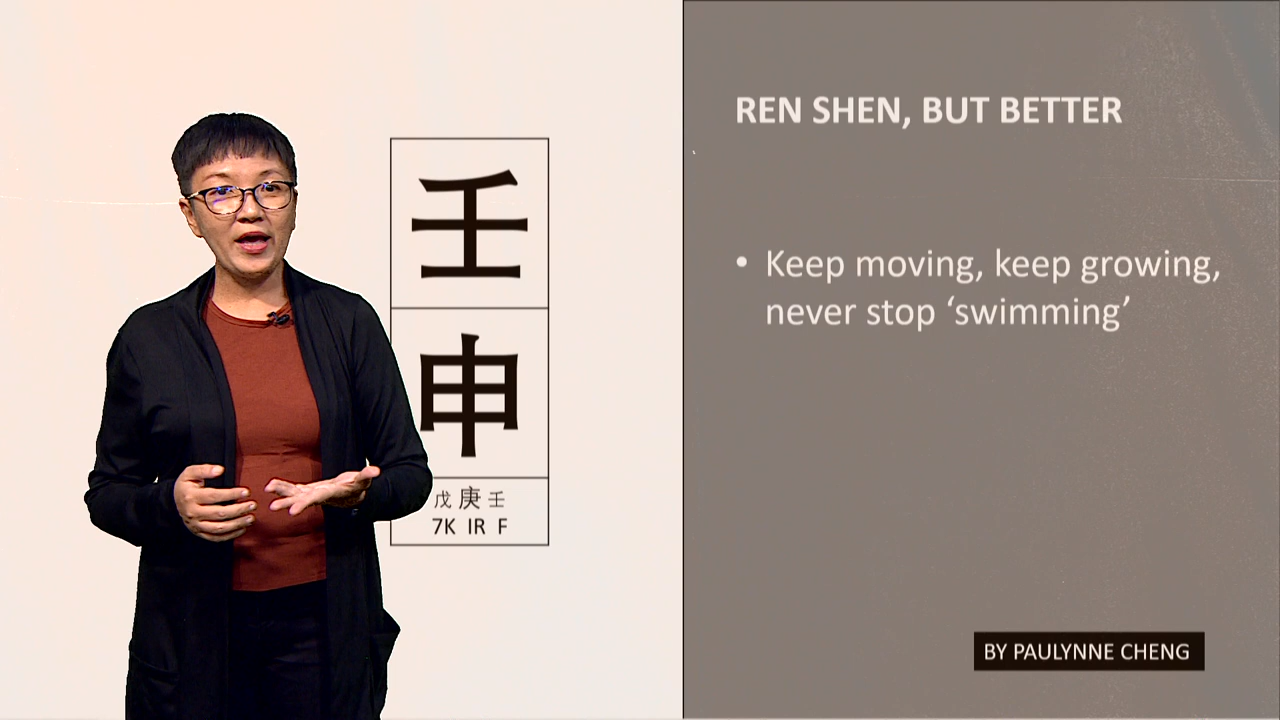 壬
申
戊 庚 壬
7K IR F
REN SHEN, BUT BETTER
• Keep moving, keep growing,
never stop ‘swimming’
BY PAULYNNE CHENG